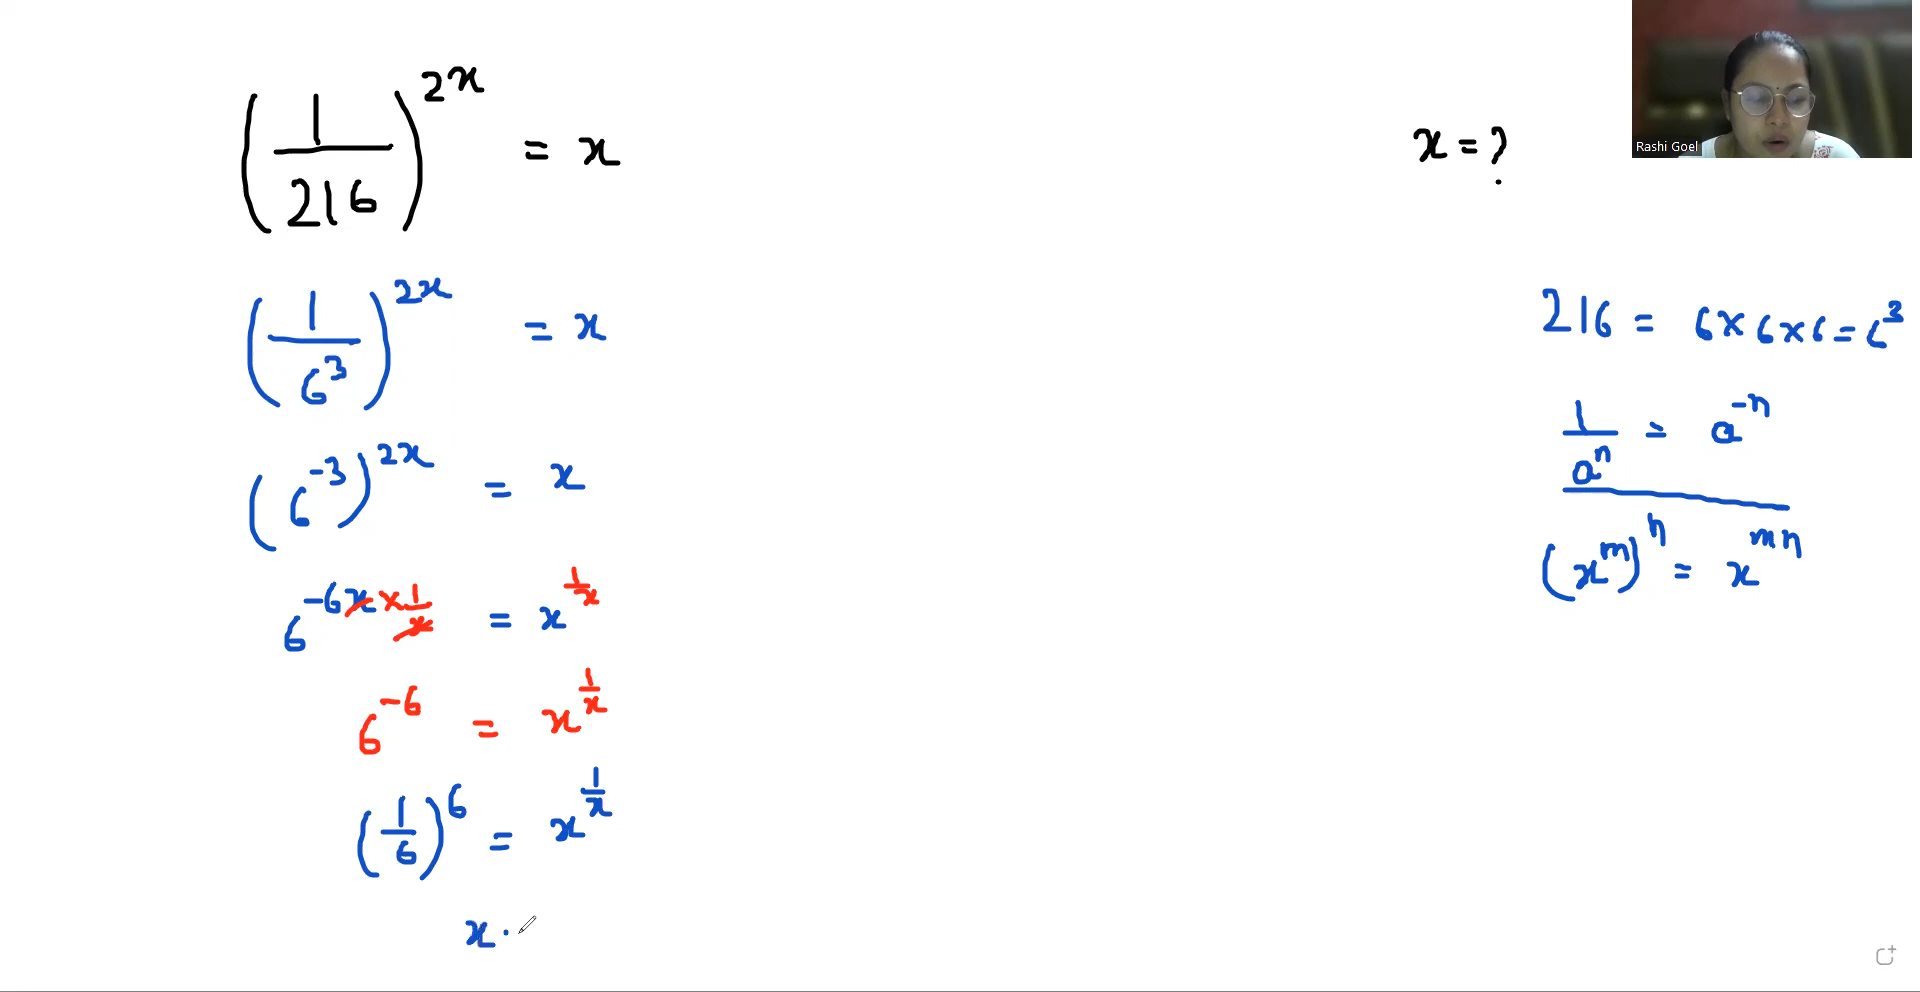 (1/216)^2x = x
x = ?
Rashi Goel
(1/6^3)^2x = x
216 = 6×6×6=6^3
(6^-3)^2x = x
1/a^n = a^-n
(x^m)^n = x^mn
6^-6x×1/x = x^1/x
6^-6 = x^1/x
(1/6)^6 = x^1/x
x ·